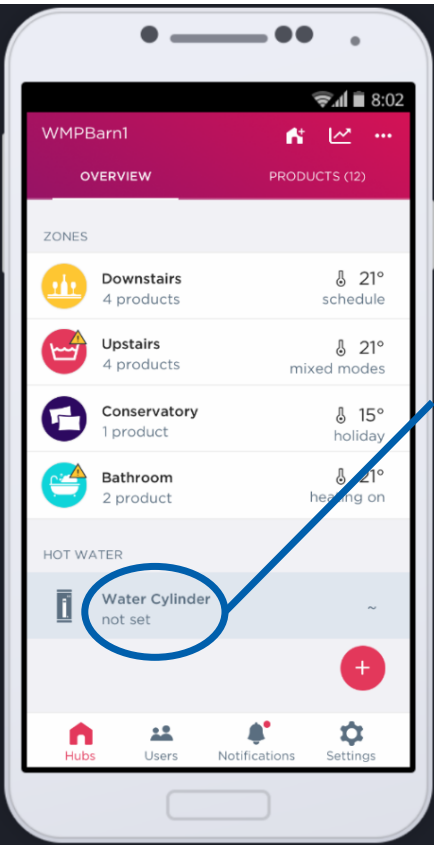 8:02
WMPBarn1
OVERVIEW PRODUCTS (12)
ZONES
Downstairs 21°
4 products schedule
Upstairs 21°
4 products mixed modes
Conservatory 15°
1 product holiday
Bathroom 21°
2 product heating on
HOT WATER
Water Cylinder ~
not set
+
Hubs Users Notifications Settings